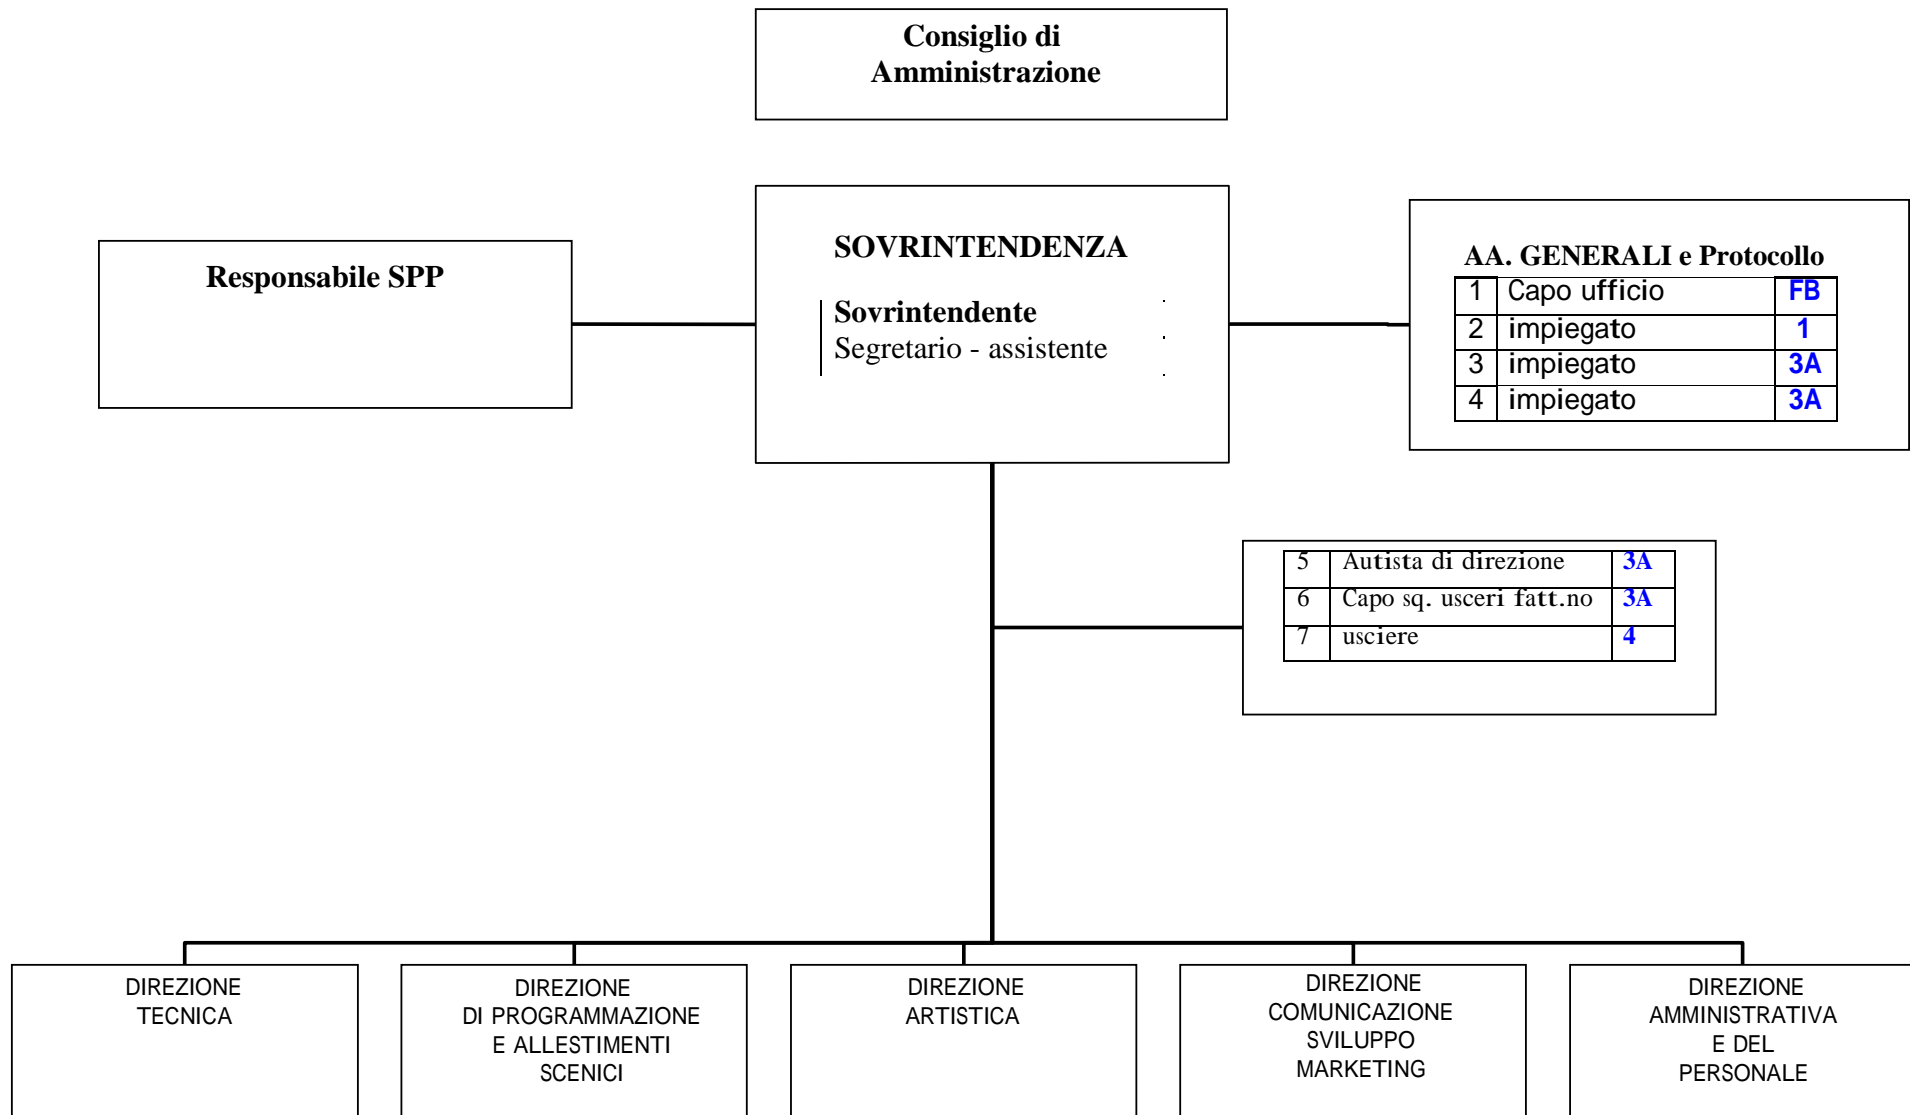 Consiglio di
Amministrazione
Responsabile SPP
SOVRINTENDENZA
Sovrintendente
Segretario - assistente
AA. GENERALI e Protocollo
1 Capo ufficio FB
2 impiegato 1
3 impiegato 3A
4 impiegato 3A
5 Autista di direzione 3A
6 Capo sq. usceri fatt.no 3A
7 usciere 4
DIREZIONE
TECNICA
DIREZIONE
DI PROGRAMMAZIONE
E ALLESTIMENTI
SCENICI
DIREZIONE
ARTISTICA
DIREZIONE
COMUNICAZIONE
SVILUPPO
MARKETING
DIREZIONE
AMMINISTRATIVA
E DEL
PERSONALE